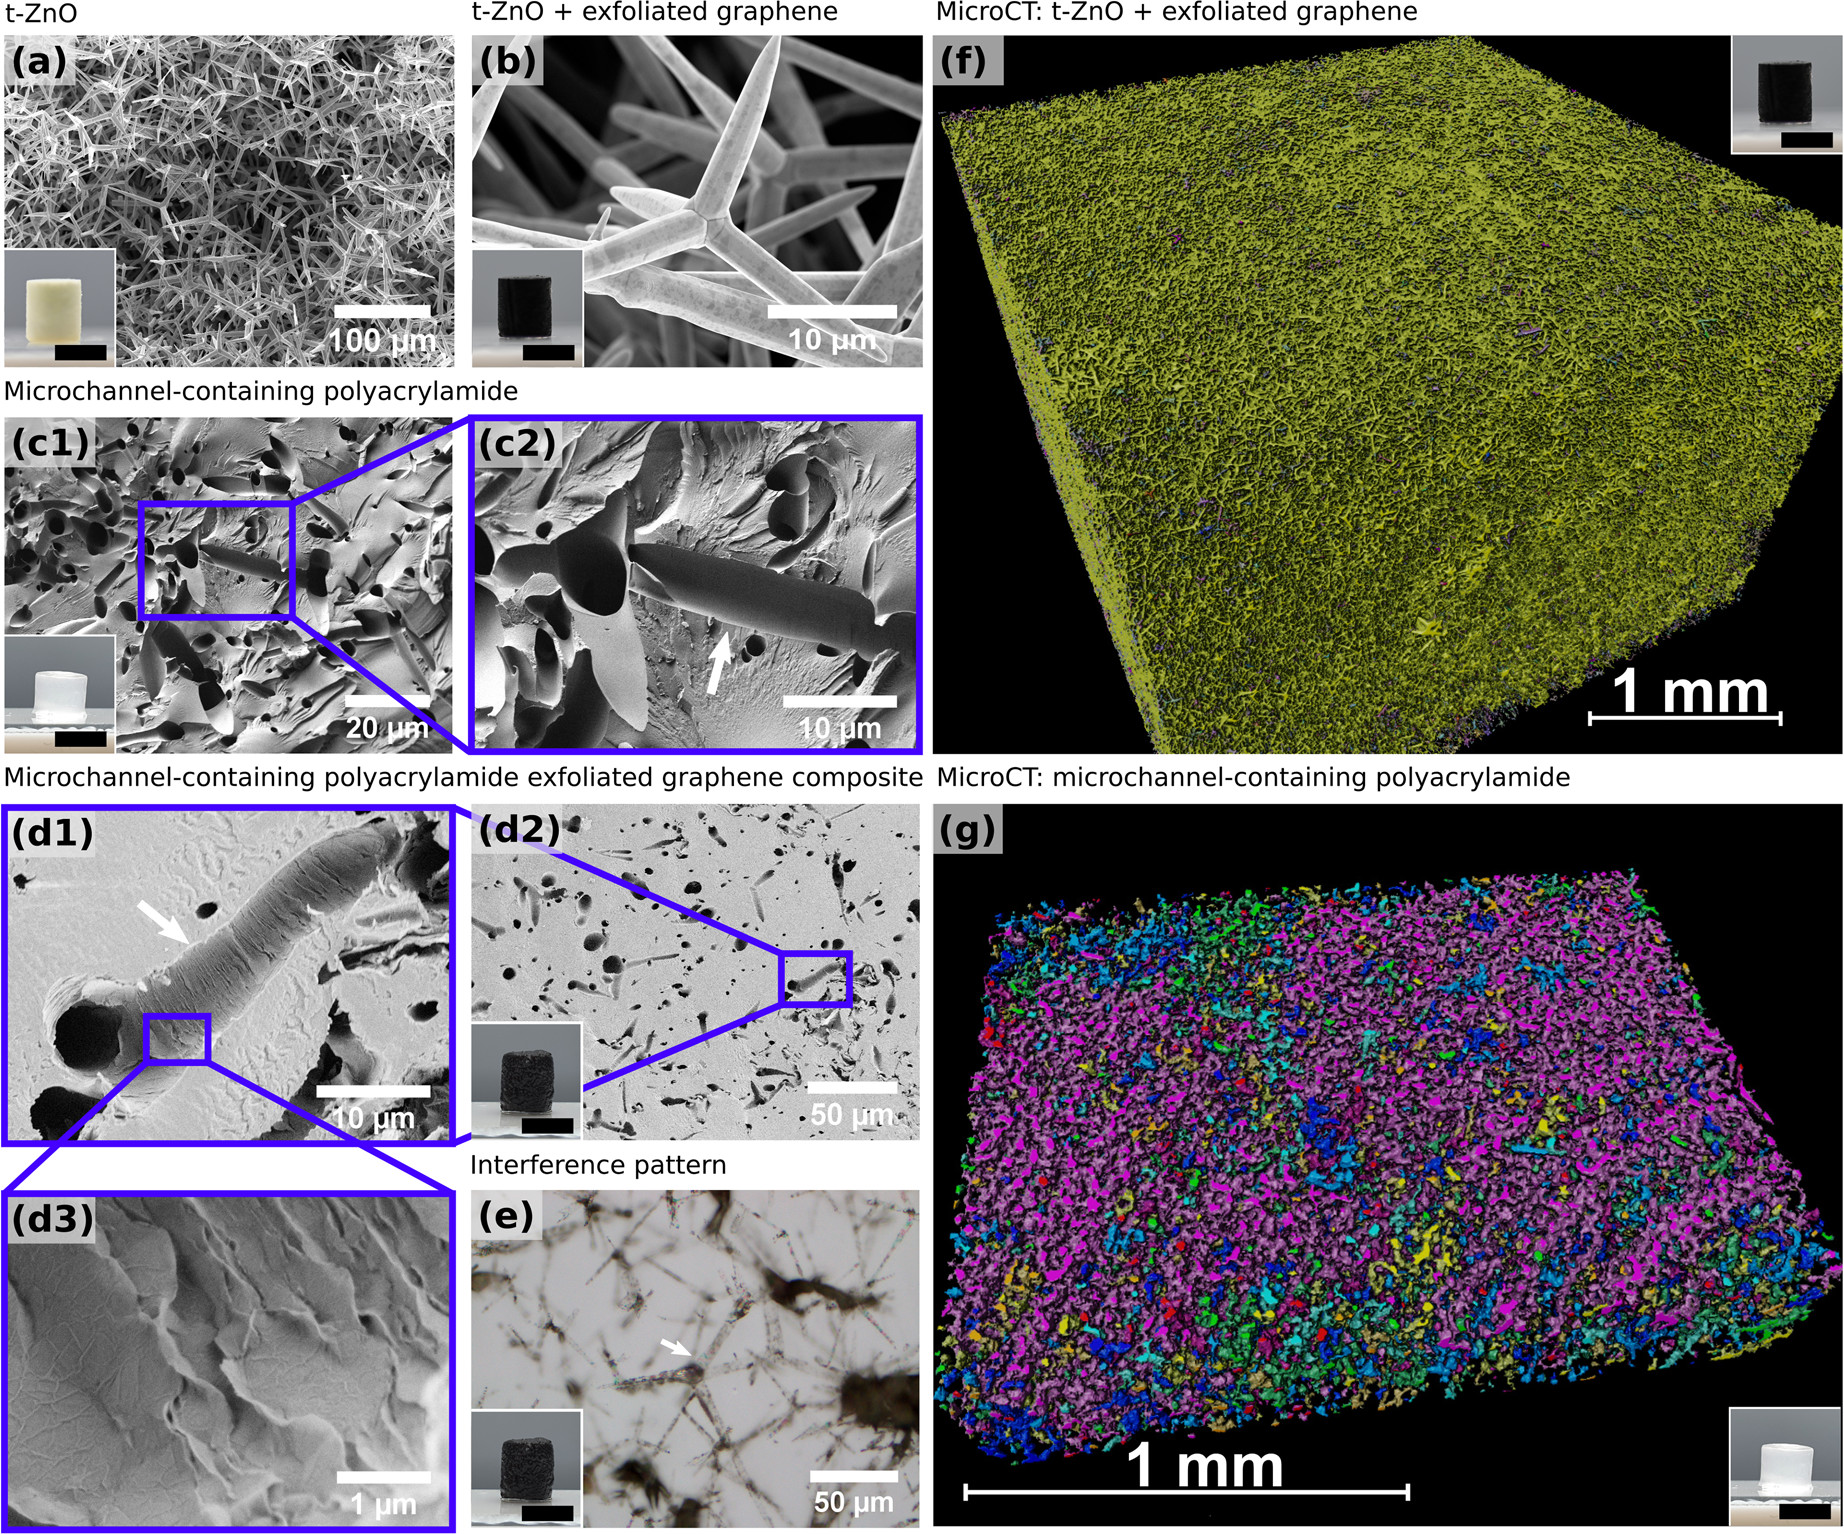 t-ZnO
t-ZnO + exfoliated graphene
MicroCT: t-ZnO + exfoliated graphene
(a)
100 µm
(b)
10 µm
(f)
1 mm
Microchannel-containing polyacrylamide
(c1)
20 µm
(c2)
10 µm
Microchannel-containing polyacrylamide exfoliated graphene composite
MicroCT: microchannel-containing polyacrylamide
(d1)
10 µm
(d2)
50 µm
(g)
1 mm
Interference pattern
(d3)
1 µm
(e)
50 µm